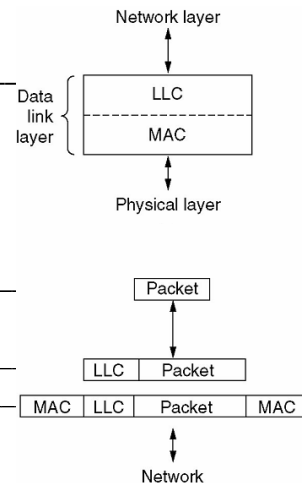 Network layer
Data link layer
LLC
MAC
Physical layer
Packet
LLC Packet
MAC LLC Packet MAC
Network